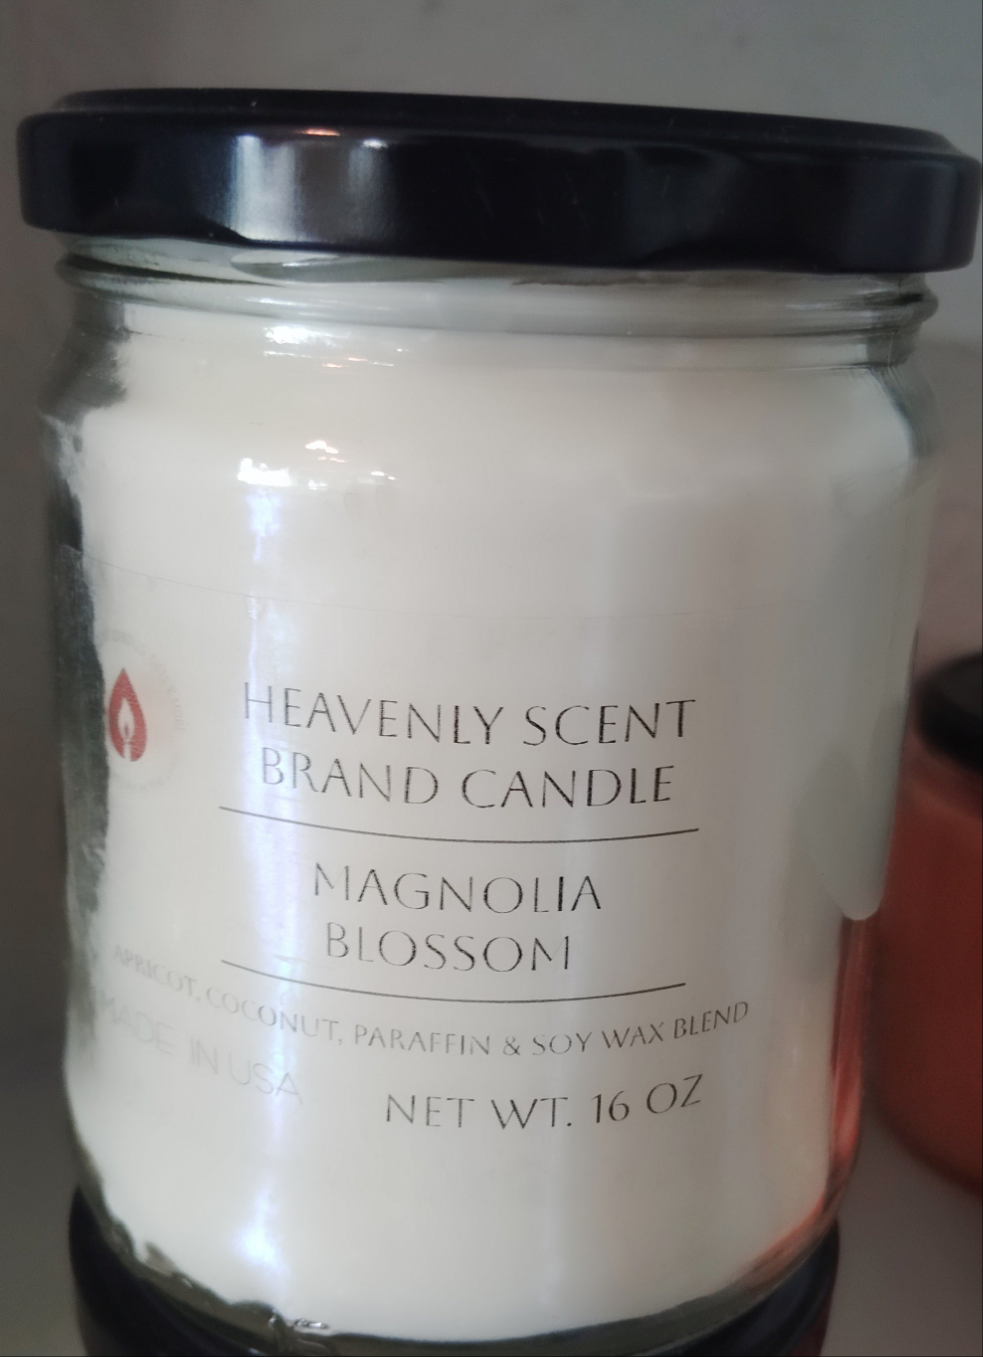 HEAVENLY SCENT
BRAND CANDLE
MAGNOLIA
BLOSSOM
APRICOT, COCONUT, PARAFFIN & SOY WAX BLEND
MADE IN USA
NET WT. 16 OZ